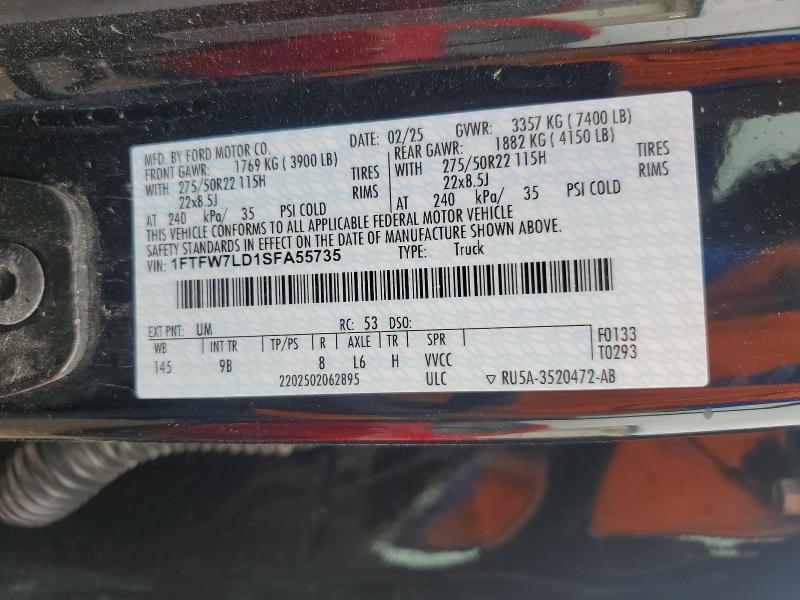 MFD. BY FORD MOTOR CO. DATE: 02/25 GVWR: 3357 KG ( 7400 LB)
FRONT GAWR: 1769 KG ( 3900 LB) REAR GAWR: 1882 KG ( 4150 LB)
WITH 275/50R22 115H TIRES WITH 275/50R22 115H TIRES
22x8.5J RIMS 22x8.5J RIMS
AT 240 kPa/ 35 PSI COLD AT 240 kPa/ 35 PSI COLD
THIS VEHICLE CONFORMS TO ALL APPLICABLE FEDERAL MOTOR VEHICLE
SAFETY STANDARDS IN EFFECT ON THE DATE OF MANUFACTURE SHOWN ABOVE.
VIN: 1FTFW7LD1SFA55735 TYPE: Truck
EXT PNT: UM RC: 53 DSO: F0133
WB INT TR TP/PS R AXLE TR SPR T0293
145 9B 8 L6 H VVCC
2202502062895 ULC ▽ RU5A-3520472-AB